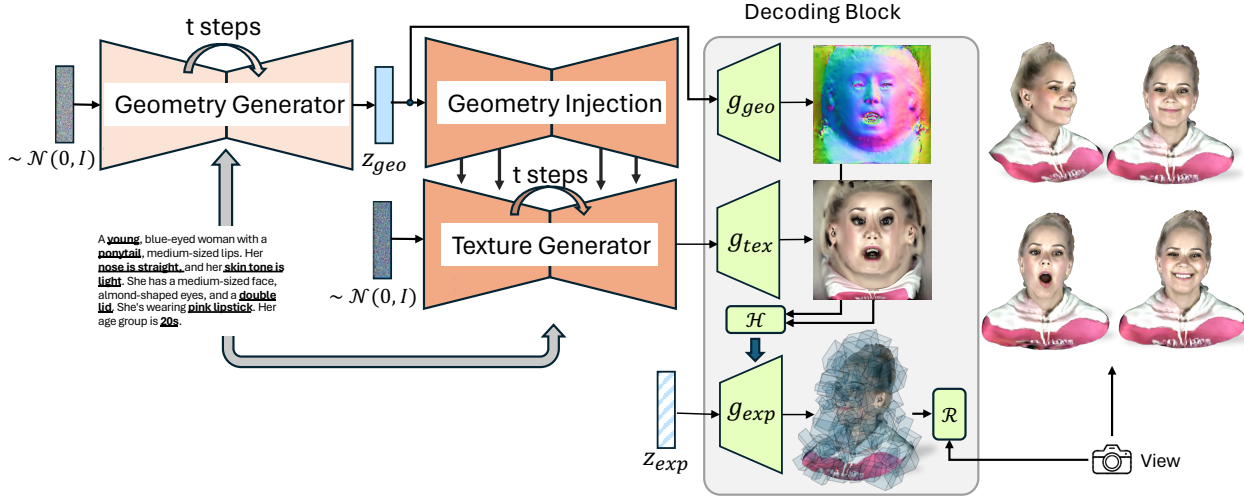 Decoding Block
t steps
Geometry Generator
∼ 𝒩(0, I)
z_geo
Geometry Injection
g_geo
t steps
Texture Generator
∼ 𝒩(0, I)
g_tex
A young, blue-eyed woman with a
ponytail, medium-sized lips. Her
nose is straight, and her skin tone is
light. She has a medium-sized face,
almond-shaped eyes, and a double
lid. She's wearing pink lipstick. Her
age group is 20s.
ℋ
z_exp
g_exp
ℛ
View